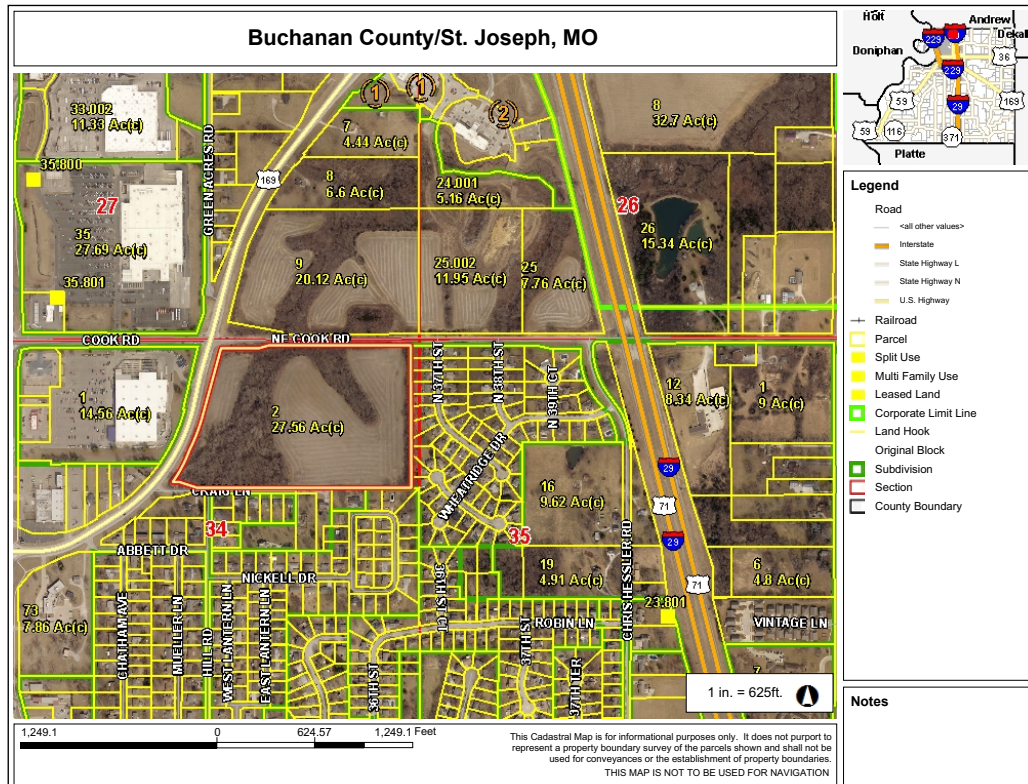 Buchanan County/St. Joseph, MO
Holt
Andrew
Dekal
Doniphan
229
229
36
59
29
169
59
116
371
Platte
33.002
11.33 Ac(c)
35.800
27
35
27.69 Ac(c)
35.801
GREEN ACRES RD
169
1
1
2
7
4.44 Ac(c)
8
6.6 Ac(c)
24.001
5.16 Ac(c)
8
32.7 Ac(c)
26
26
15.34 Ac(c)
9
20.12 Ac(c)
25.002
11.95 Ac(c)
25
7.76 Ac(c)
COOK RD
NE COOK RD
1
14.56 Ac(c)
2
27.56 Ac(c)
N 37TH ST
N 38TH ST
N 39TH CT
WHEATRIDGE DR
12
8.34 Ac(c)
1
9 Ac(c)
29
71
29
71
16
9.62 Ac(c)
CRAIG LN
34
35
ABBETT DR
NICKELL DR
36TH ST CT
19
4.91 Ac(c)
CHRIS HESSLER RD
6
4.8 Ac(c)
73
7.86 Ac(c)
CHATHAM AVE
MUELLER LN
HILL RD
WEST LANTERN LN
EAST LANTERN LN
36TH ST
37TH ST
ROBIN LN
37TH TER
23.801
VINTAGE LN
7
1 in. = 625ft.
Legend
Road
<all other values>
Interstate
State Highway L
State Highway N
U.S. Highway
Railroad
Parcel
Split Use
Multi Family Use
Leased Land
Corporate Limit Line
Land Hook
Original Block
Subdivision
Section
County Boundary
Notes
1,249.1 0 624.57 1,249.1 Feet
This Cadastral Map is for informational purposes only. It does not purport to
represent a property boundary survey of the parcels shown and shall not be
used for conveyances or the establishment of property boundaries.
THIS MAP IS NOT TO BE USED FOR NAVIGATION